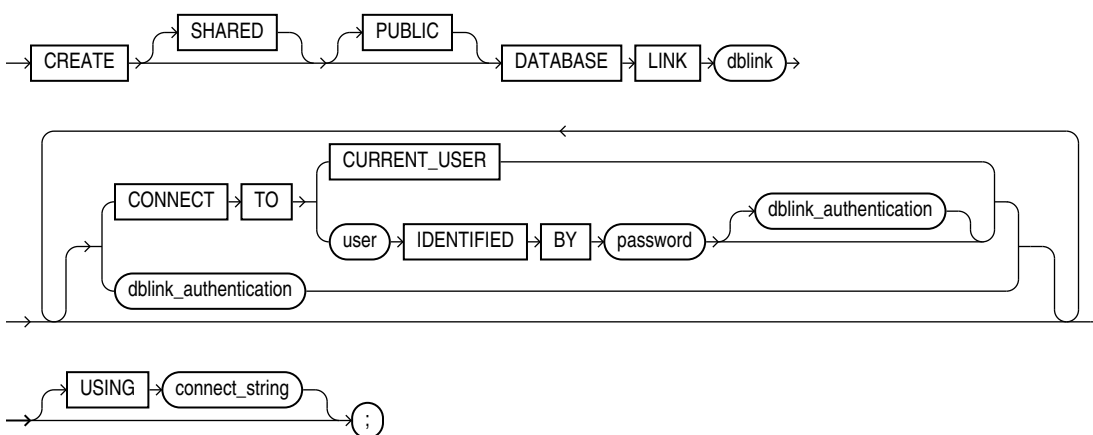 SHARED PUBLIC
CREATE DATABASE LINK dblink
CURRENT_USER
CONNECT TO dblink_authentication
user IDENTIFIED BY password
dblink_authentication
USING connect_string
;